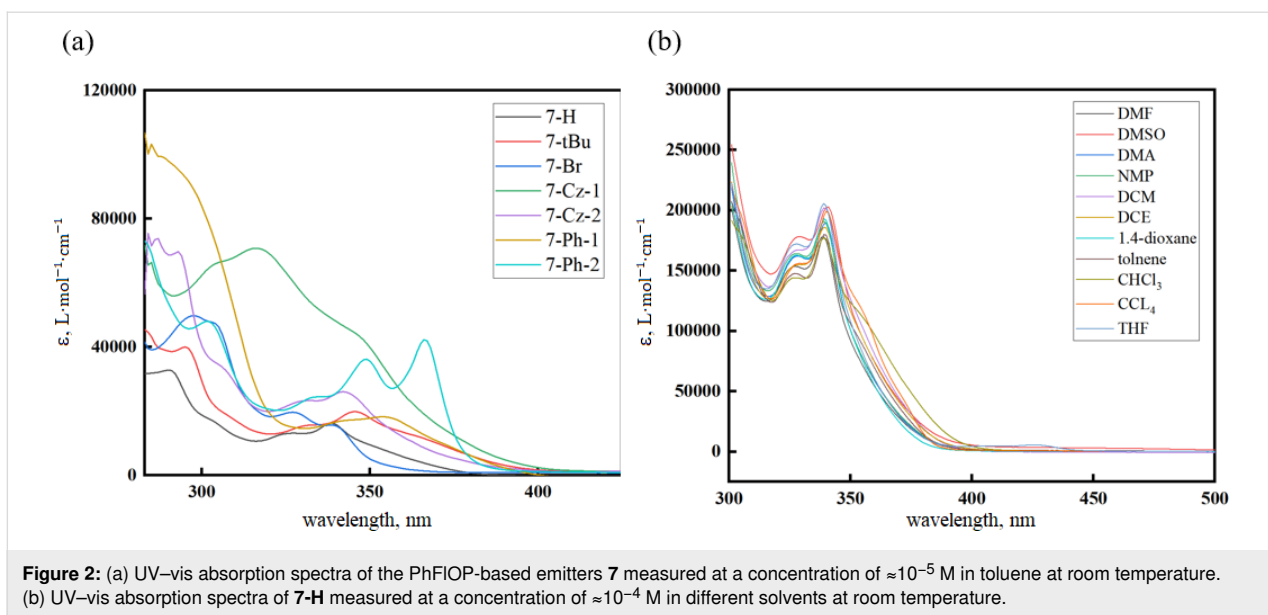 (a)
(b)
120000
80000
40000
0
ε, L·mol⁻¹·cm⁻¹
300
350
400
wavelength, nm
7-H
7-tBu
7-Br
7-Cz-1
7-Cz-2
7-Ph-1
7-Ph-2
300000
250000
200000
150000
100000
50000
0
ε, L·mol⁻¹·cm⁻¹
300
350
400
450
500
wavelength, nm
DMF
DMSO
DMA
NMP
DCM
DCE
1.4-dioxane
tolnene
CHCl₃
CCL₄
THF
Figure 2: (a) UV–vis absorption spectra of the PhFlOP-based emitters 7 measured at a concentration of ≈10⁻⁵ M in toluene at room temperature.
(b) UV–vis absorption spectra of 7-H measured at a concentration of ≈10⁻⁴ M in different solvents at room temperature.